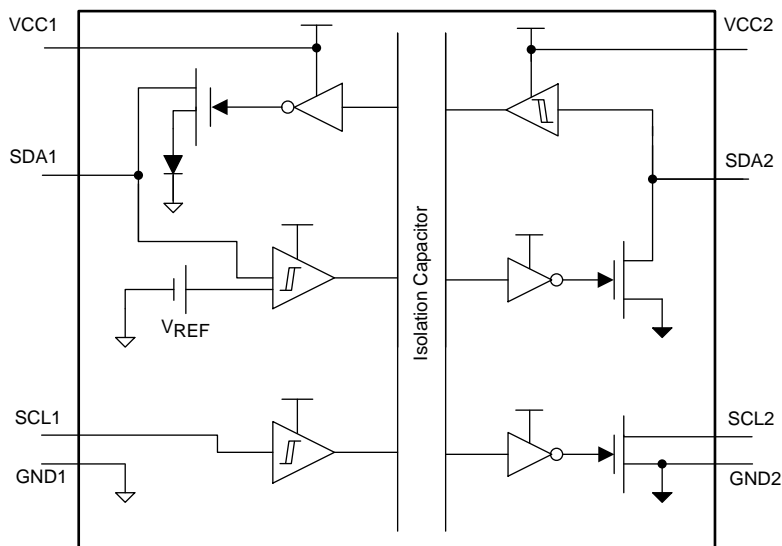 VCC1
VCC2
SDA1
SDA2
Isolation Capacitor
VREF
SCL1
SCL2
GND1
GND2